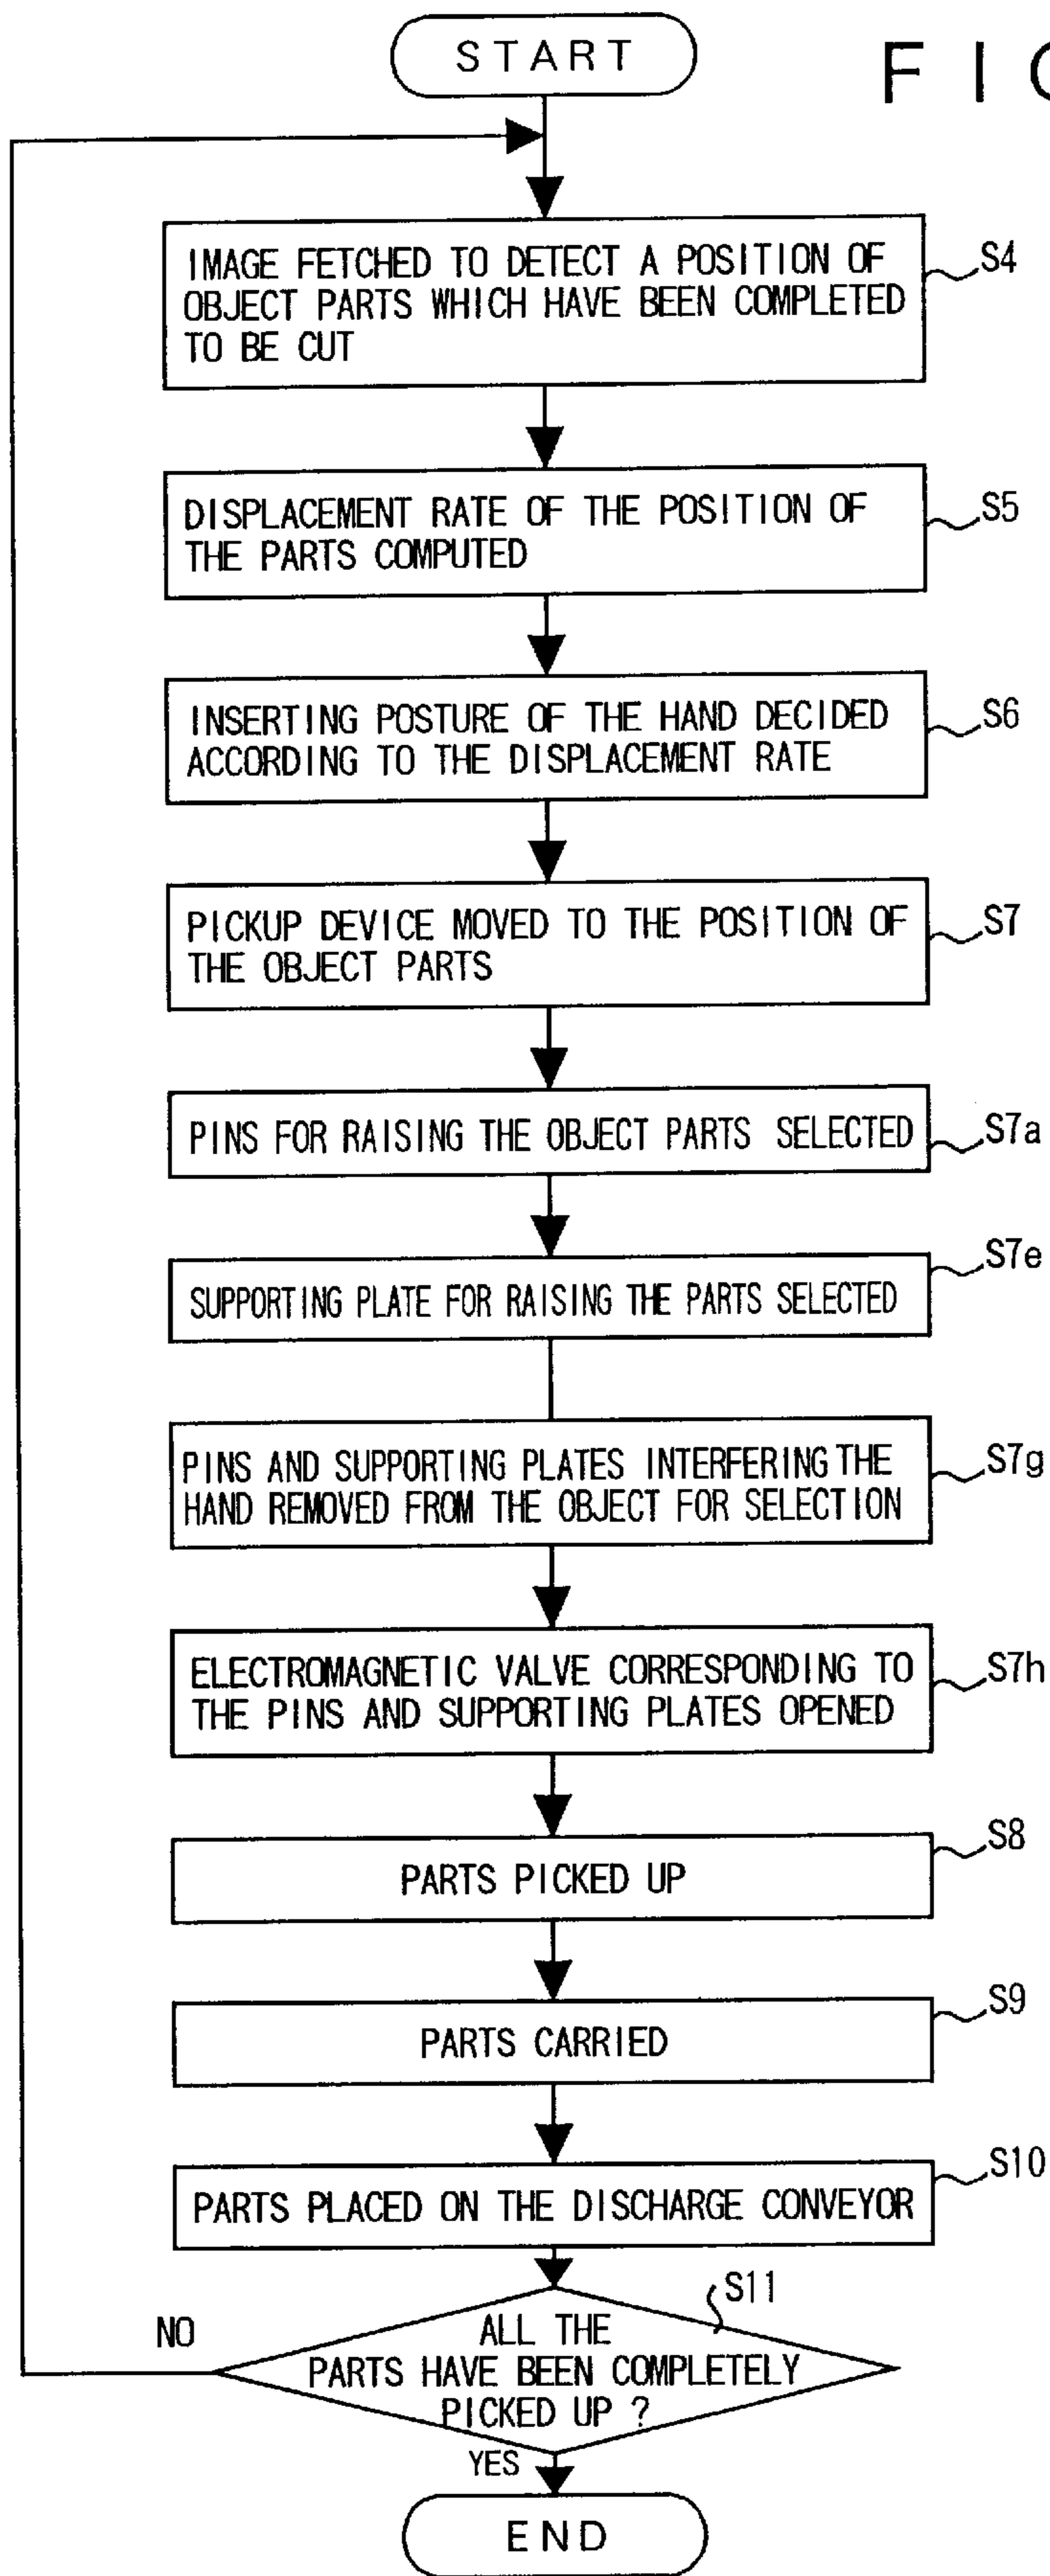 START
F I
IMAGE FETCHED TO DETECT A POSITION OF
OBJECT PARTS WHICH HAVE BEEN COMPLETED
TO BE CUT
S4
DISPLACEMENT RATE OF THE POSITION OF
THE PARTS COMPUTED
S5
INSERTING POSTURE OF THE HAND DECIDED
ACCORDING TO THE DISPLACEMENT RATE
S6
PICKUP DEVICE MOVED TO THE POSITION OF
THE OBJECT PARTS
S7
PINS FOR RAISING THE OBJECT PARTS SELECTED
S7a
SUPPORTING PLATE FOR RAISING THE PARTS SELECTED
S7e
PINS AND SUPPORTING PLATES INTERFERING THE
HAND REMOVED FROM THE OBJECT FOR SELECTION
S7g
ELECTROMAGNETIC VALVE CORRESPONDING TO
THE PINS AND SUPPORTING PLATES OPENED
S7h
PARTS PICKED UP
S8
PARTS CARRIED
S9
PARTS PLACED ON THE DISCHARGE CONVEYOR
S10
S11
NO
ALL THE
PARTS HAVE BEEN COMPLETELY
PICKED UP ?
YES
END